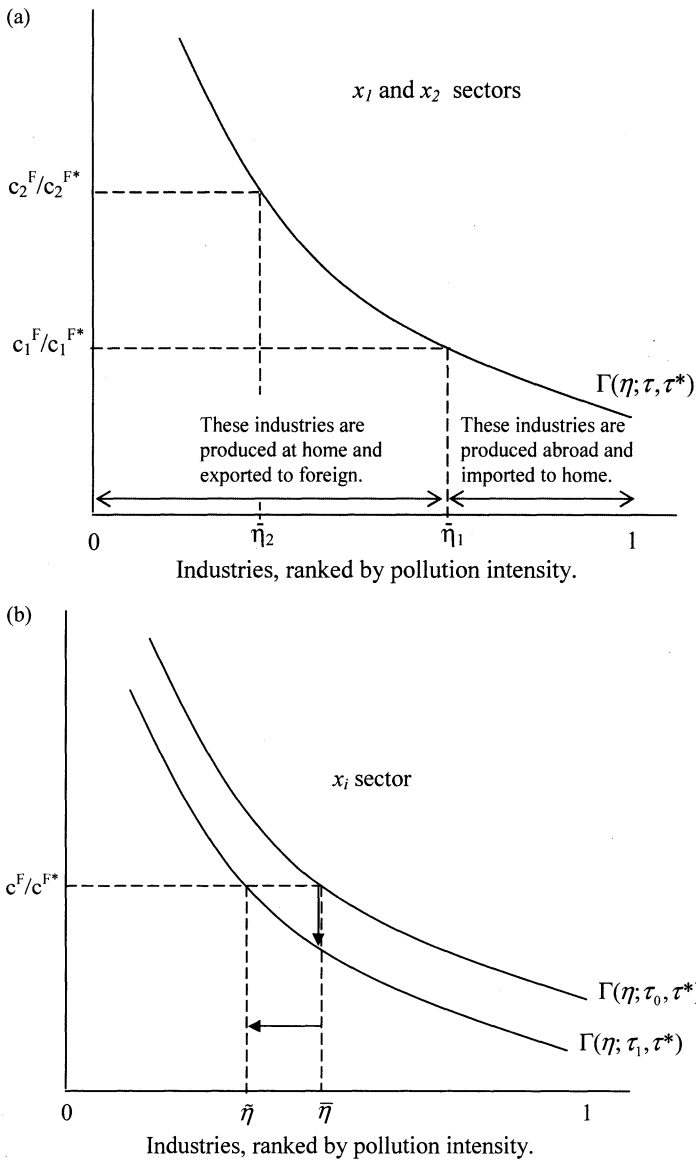 (a)
x₁ and x₂ sectors
c₂ᶠ/c₂ᶠ*
c₁ᶠ/c₁ᶠ*
Γ(η; τ, τ*)
These industries are
produced at home and
exported to foreign.
These industries are
produced abroad and
imported to home.
0
η̄₂
η̄₁
1
Industries, ranked by pollution intensity.
(b)
xᵢ sector
cᶠ/cᶠ*
Γ(η; τ₀, τ*)
Γ(η; τ₁, τ*)
0
η̃
η̄
1
Industries, ranked by pollution intensity.